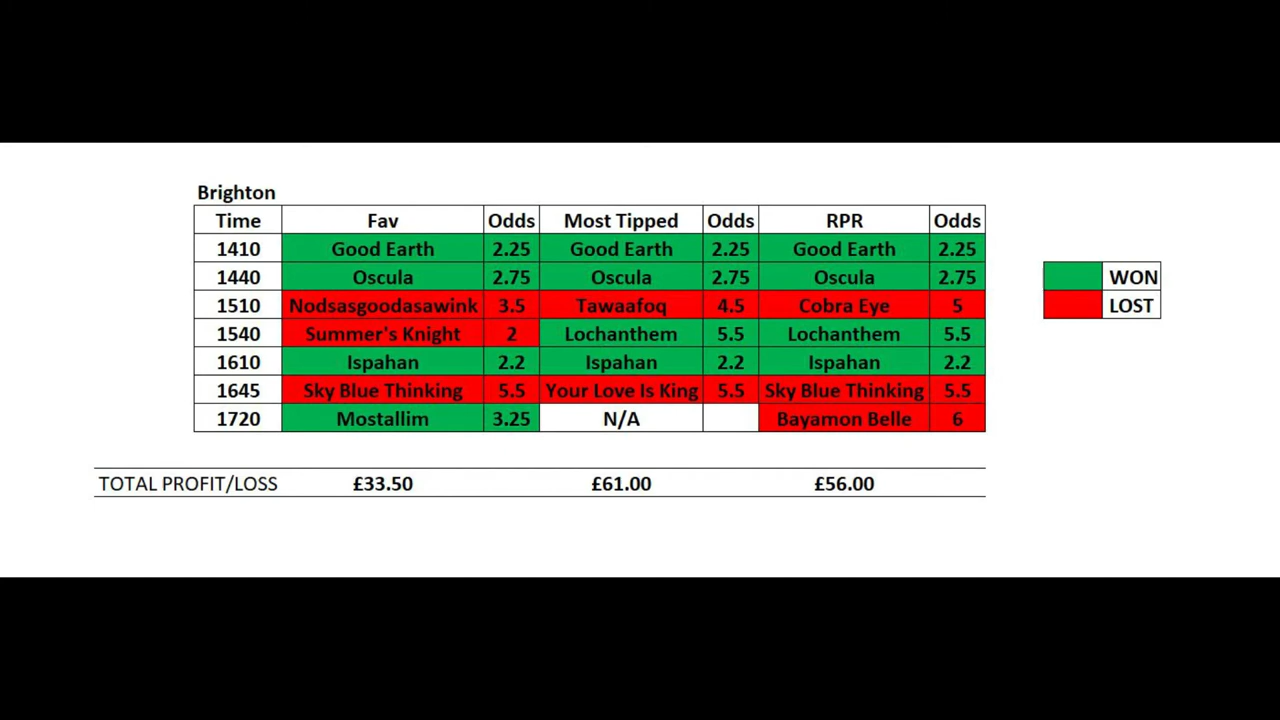 Brighton
Time Fav Odds Most Tipped Odds RPR Odds
1410 Good Earth 2.25 Good Earth 2.25 Good Earth 2.25
1440 Oscula 2.75 Oscula 2.75 Oscula 2.75 WON
1510 Nodsasgoodasawink 3.5 Tawaafoq 4.5 Cobra Eye 5 LOST
1540 Summer's Knight 2 Lochanthem 5.5 Lochanthem 5.5
1610 Ispahan 2.2 Ispahan 2.2 Ispahan 2.2
1645 Sky Blue Thinking 5.5 Your Love Is King 5.5 Sky Blue Thinking 5.5
1720 Mostallim 3.25 N/A Bayamon Belle 6
TOTAL PROFIT/LOSS £33.50 £61.00 £56.00